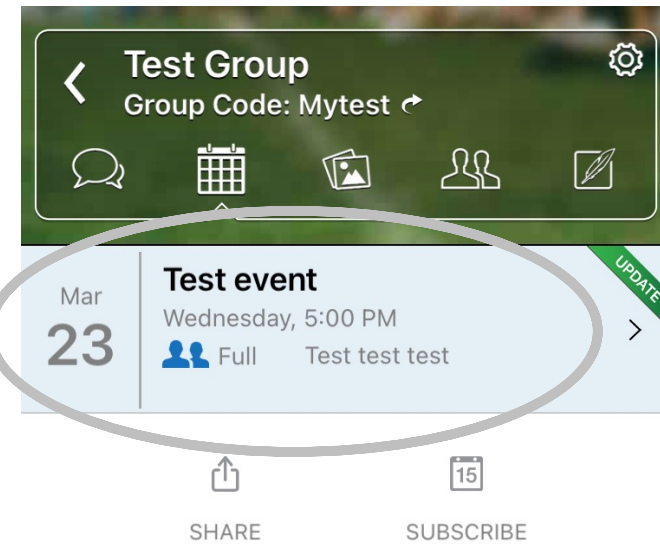 Test Group
Group Code: Mytest
UPDATE
Mar
23
Test event
Wednesday, 5:00 PM
Full Test test test
15
SHARE SUBSCRIBE